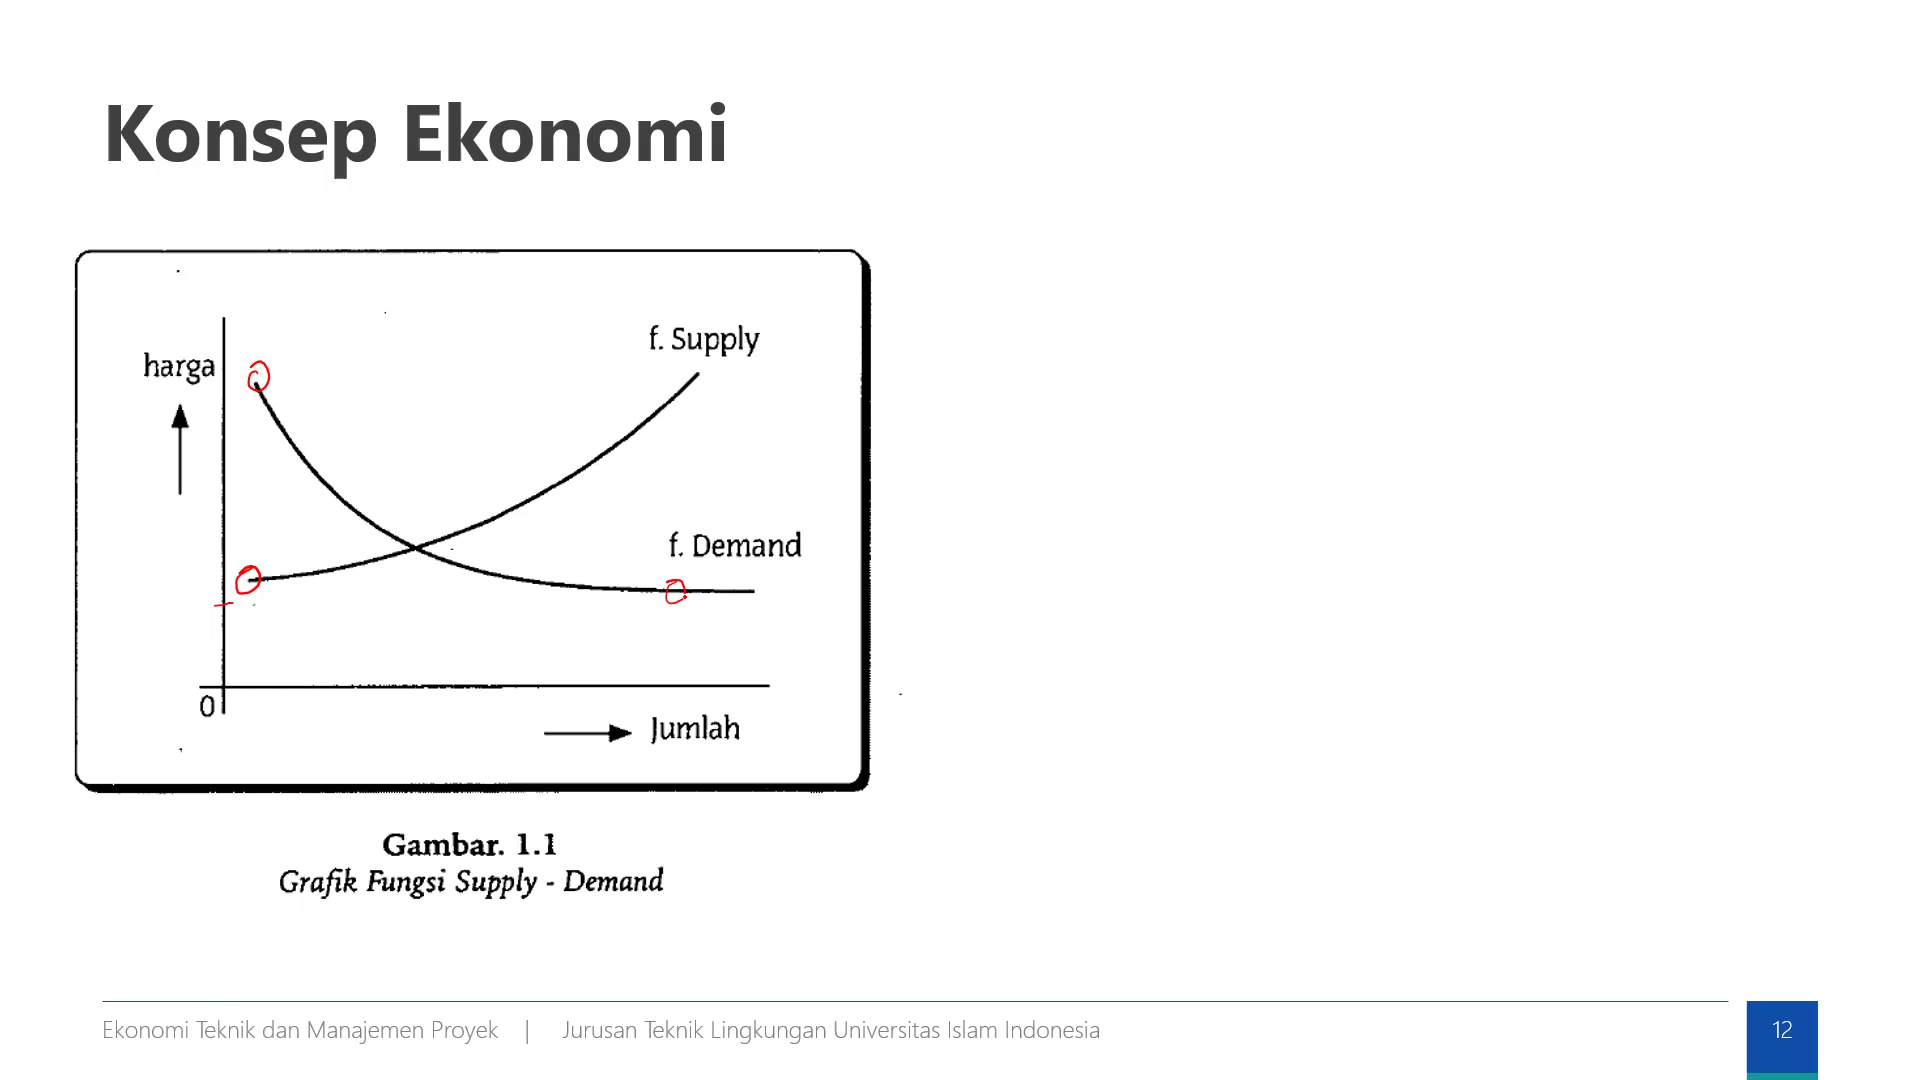 Konsep Ekonomi
f. Supply
harga
f. Demand
0
Jumlah
Gambar. 1.1
Grafik Fungsi Supply - Demand
Ekonomi Teknik dan Manajemen Proyek | Jurusan Teknik Lingkungan Universitas Islam Indonesia
12